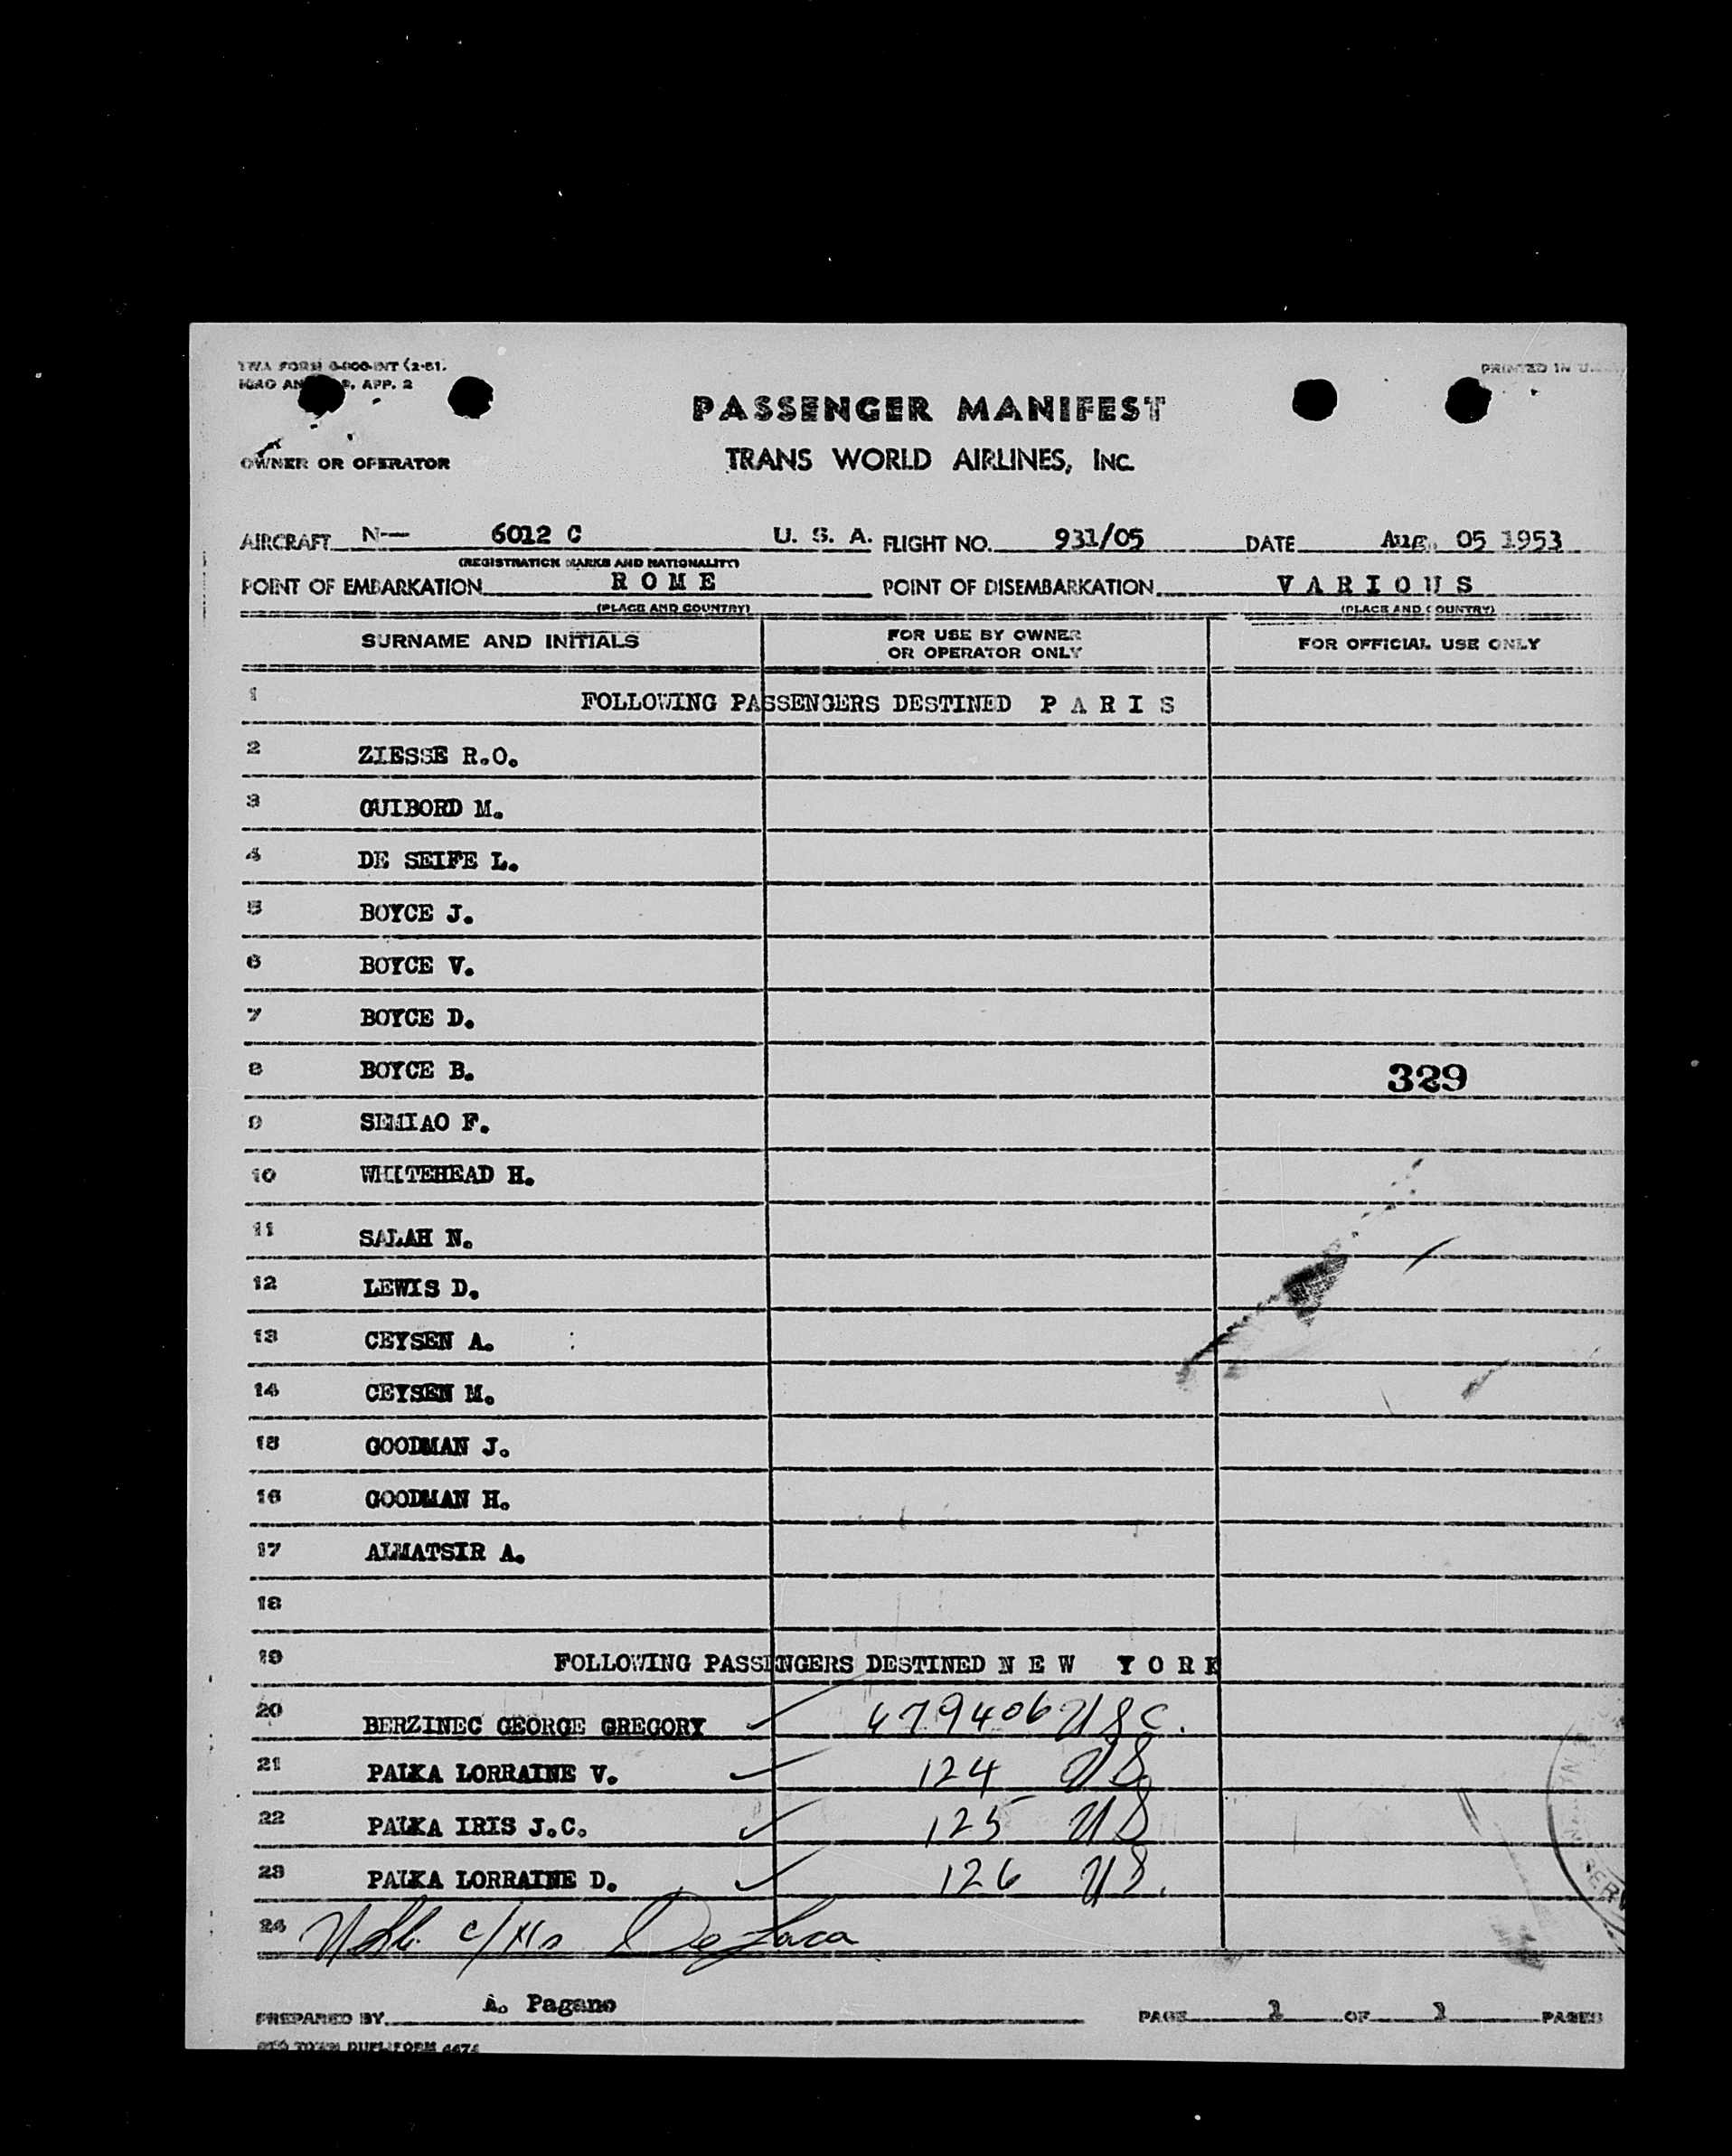 TWA FORM
APP. 2
PRINTED IN
PASSENGER MANIFEST
OWNER OR OPERATOR
TRANS WORLD AIRLINES, INC.
AIRCRAFT N— 6012 C U. S. A. FLIGHT NO. 931/05 DATE Aug. 05 1953
(REGISTRATION MARKS AND NATIONALITY)
POINT OF EMBARKATION R O M E POINT OF DISEMBARKATION V A R I O U S
(PLACE AND COUNTRY) (PLACE AND COUNTRY)
SURNAME AND INITIALS FOR USE BY OWNER OR OPERATOR ONLY FOR OFFICIAL USE ONLY
1 FOLLOWING PASSENGERS DESTINED P A R I S
2 ZIESSE R.O.
3 GUIBORD M.
4 DE SEIFE L.
5 BOYCE J.
6 BOYCE V.
7 BOYCE D.
8 BOYCE B. 329
9 SEMIAO F.
10 WHITEHEAD H.
11 SALAH N.
12 LEWIS D.
13 CEYSEN A. :
14 CEYSEN M.
15 GOODMAN J.
16 GOODMAN H.
17 ALMATSIR A.
18
19 FOLLOWING PASSENGERS DESTINED N E W Y O R K
20 BERZINEC GEORGE GREGORY 479406 USC.
21 PALKA LORRAINE V. 124 US
22 PALKA IRIS J.C. 125 US
23 PALKA LORRAINE D. 126 US.
24
PREPARED BY A. Pagano PAGE 1 OF 1 PAGES